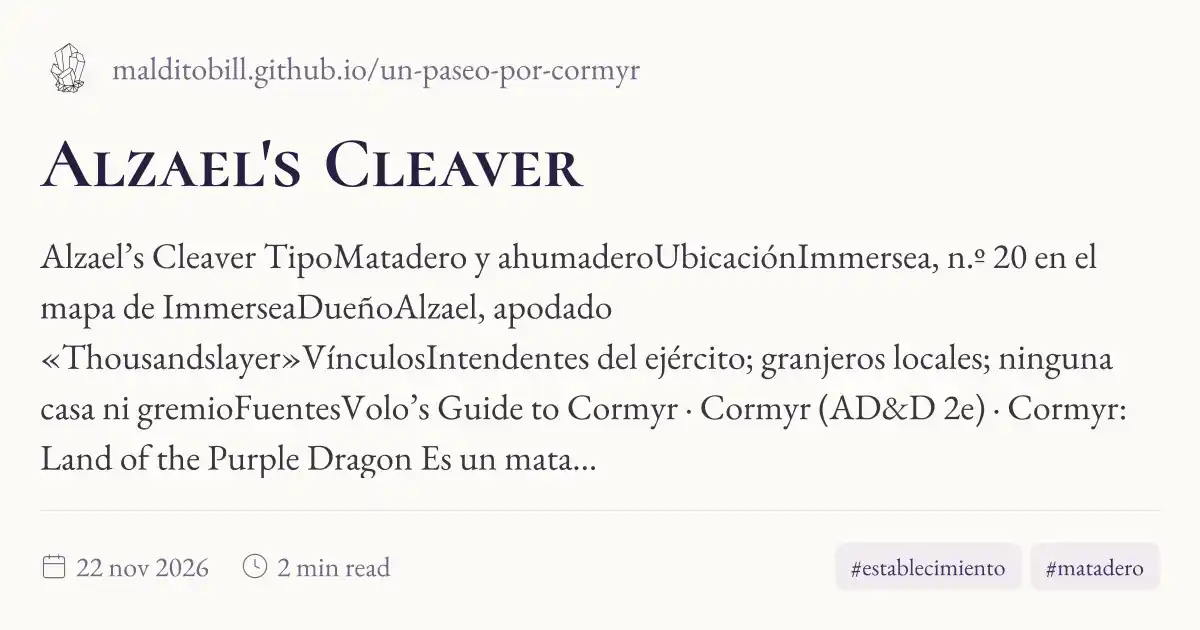 malditobill.github.io/un-paseo-por-cormyr
Alzael's Cleaver
Alzael’s Cleaver TipoMatadero y ahumaderoUbicaciónImmersea, n.º 20 en el
mapa de ImmerseaDueñoAlzael, apodado
«Thousandslayer»VínculosIntendentes del ejército; granjeros locales; ninguna
casa ni gremioFuentesVolo’s Guide to Cormyr · Cormyr (AD&D 2e) · Cormyr:
Land of the Purple Dragon Es un mata...
22 nov 2026 2 min read #establecimiento #matadero